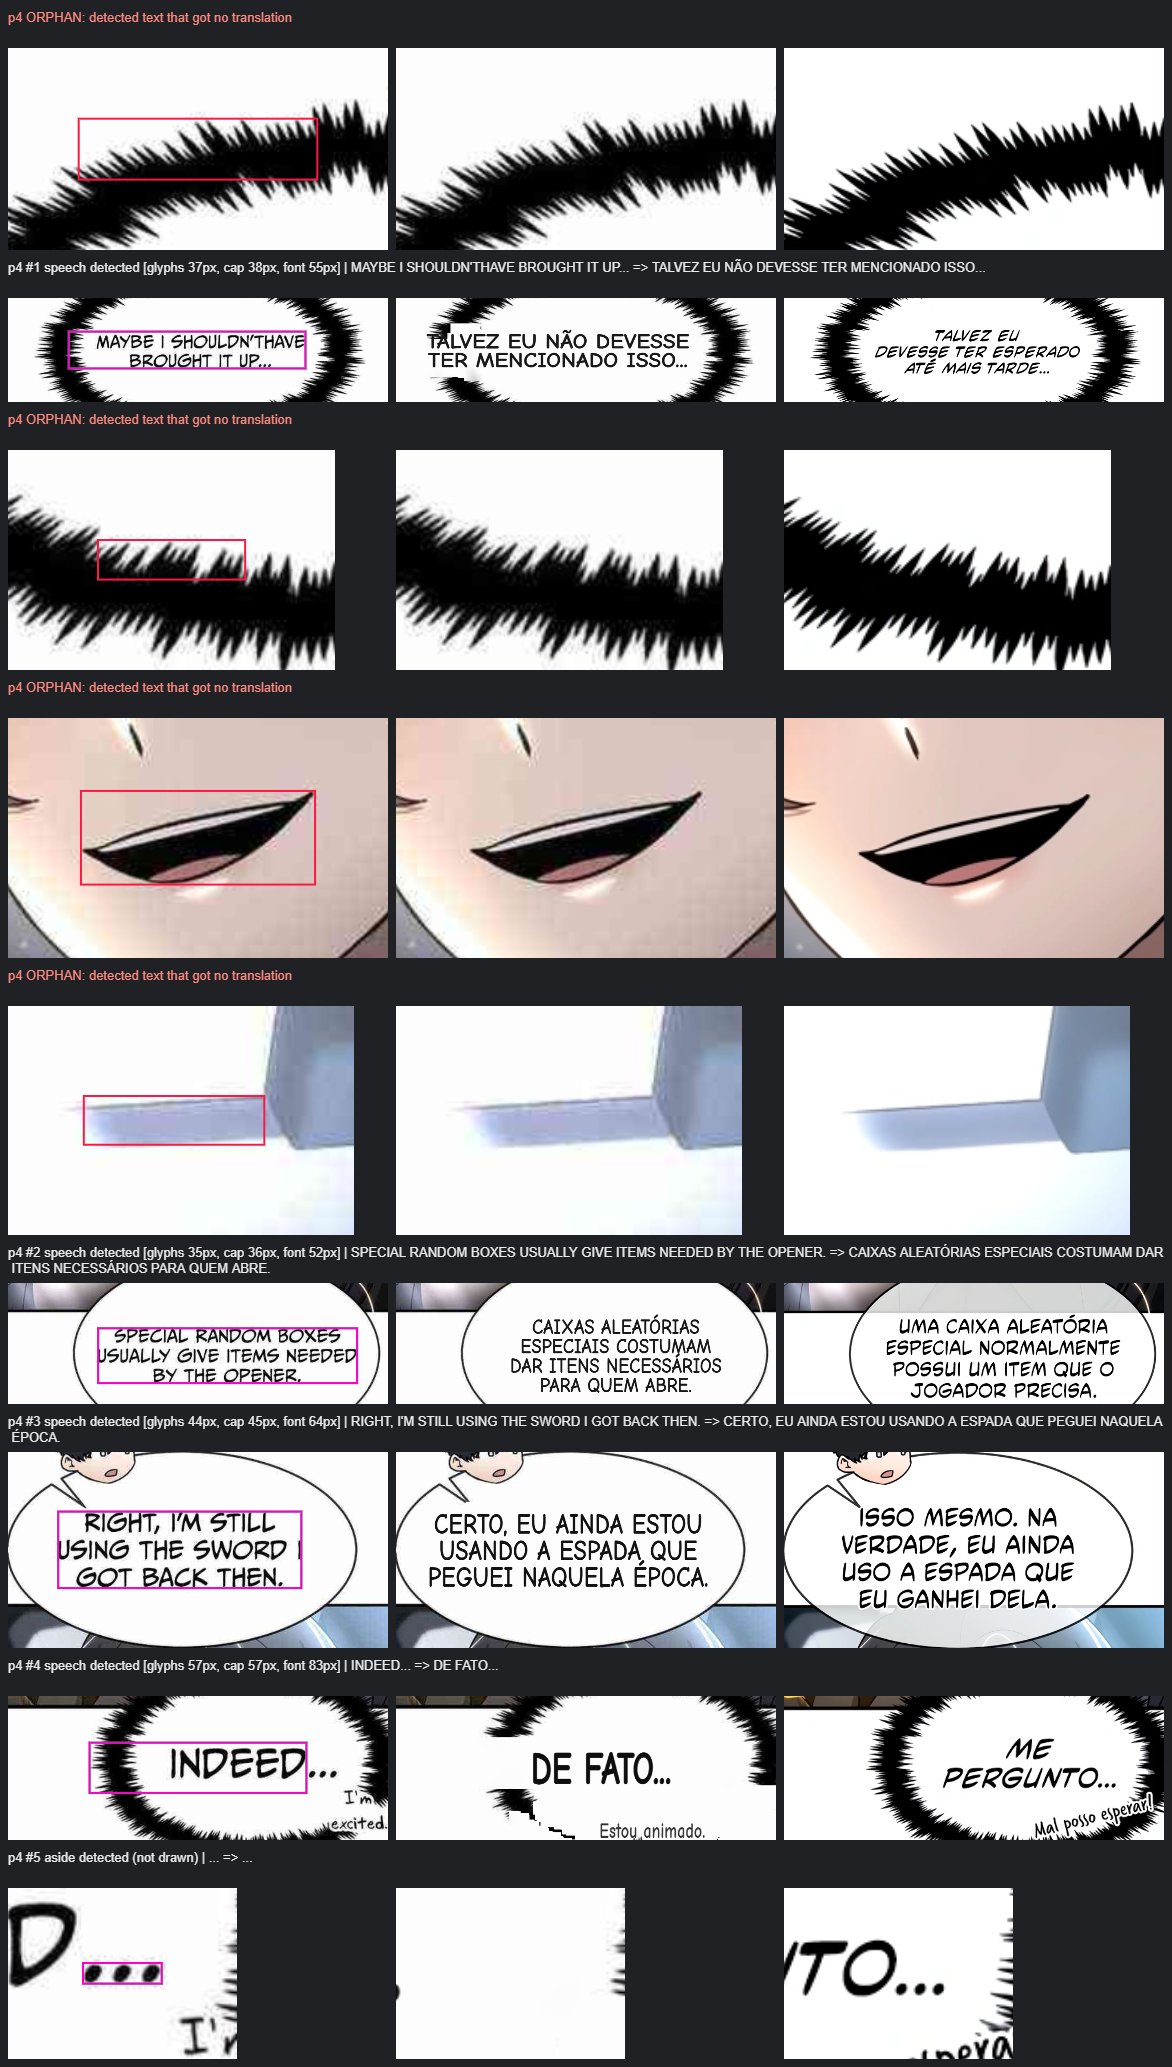 p4 ORPHAN: detected text that got no translation
p4 #1 speech detected [glyphs 37px, cap 38px, font 55px] | MAYBE I SHOULDN'THAVE BROUGHT IT UP... => TALVEZ EU NÃO DEVESSE TER MENCIONADO ISSO...
MAYBE I SHOULDN'THAVE
BROUGHT IT UP...
TALVEZ EU NÃO DEVESSE
TER MENCIONADO ISSO...
TALVEZ EU
DEVESSE TER ESPERADO
ATÉ MAIS TARDE...
p4 ORPHAN: detected text that got no translation
p4 ORPHAN: detected text that got no translation
p4 ORPHAN: detected text that got no translation
p4 #2 speech detected [glyphs 35px, cap 36px, font 52px] | SPECIAL RANDOM BOXES USUALLY GIVE ITEMS NEEDED BY THE OPENER. => CAIXAS ALEATÓRIAS ESPECIAIS COSTUMAM DAR
ITENS NECESSÁRIOS PARA QUEM ABRE.
SPECIAL RANDOM BOXES
USUALLY GIVE ITEMS NEEDED
BY THE OPENER.
CAIXAS ALEATÓRIAS
ESPECIAIS COSTUMAM
DAR ITENS NECESSÁRIOS
PARA QUEM ABRE.
UMA CAIXA ALEATÓRIA
ESPECIAL NORMALMENTE
POSSUI UM ITEM QUE O
JOGADOR PRECISA.
p4 #3 speech detected [glyphs 44px, cap 45px, font 64px] | RIGHT, I'M STILL USING THE SWORD I GOT BACK THEN. => CERTO, EU AINDA ESTOU USANDO A ESPADA QUE PEGUEI NAQUELA
ÉPOCA.
RIGHT, I'M STILL
USING THE SWORD I
GOT BACK THEN.
CERTO, EU AINDA ESTOU
USANDO A ESPADA QUE
PEGUEI NAQUELA ÉPOCA.
ISSO MESMO. NA
VERDADE, EU AINDA
USO A ESPADA QUE
EU GANHEI DELA.
p4 #4 speech detected [glyphs 57px, cap 57px, font 83px] | INDEED... => DE FATO...
INDEED...
I'm
excited.
DE FATO...
Estou animado.
ME
PERGUNTO...
Mal posso esperar!
p4 #5 aside detected (not drawn) | ... => ...
D...
I'm
.
NTO...
spera